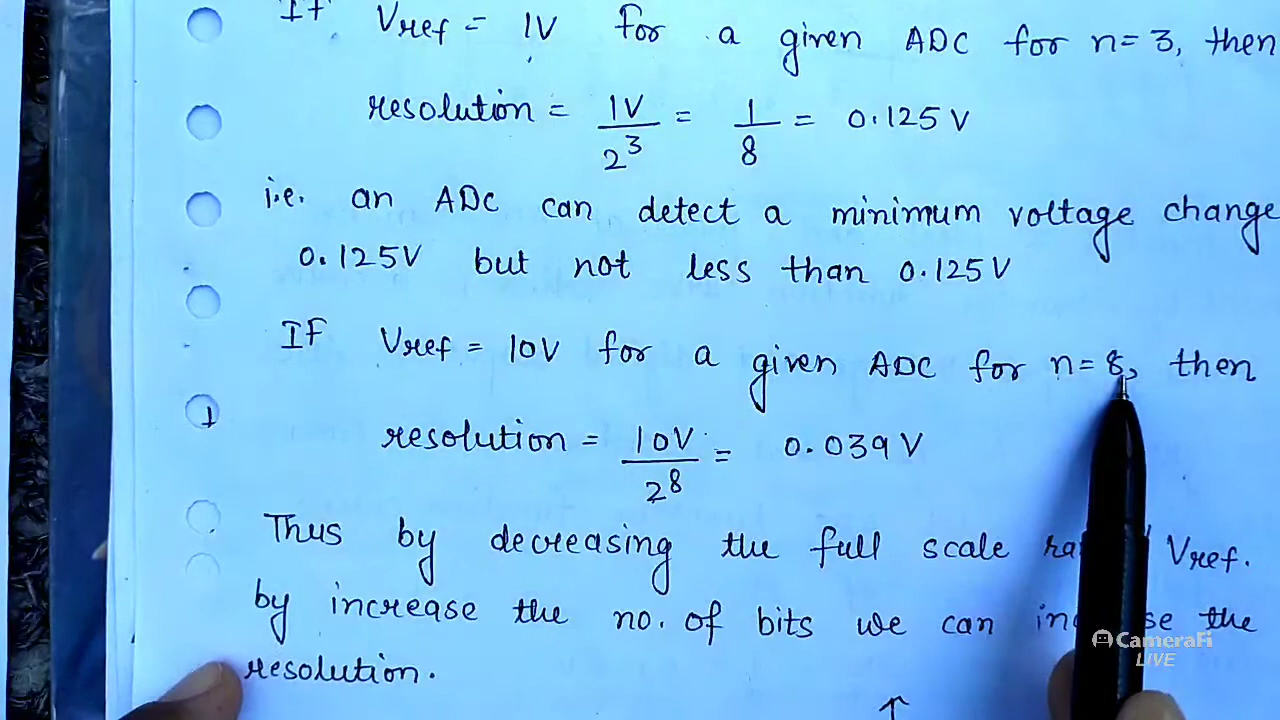 If Vref = 1V for a given ADC for n= 3, then
resolution = 1V/2^3 = 1/8 = 0.125 V
i.e. an ADC can detect a minimum voltage change
0.125V but not less than 0.125V
IF Vref = 10V for a given ADC for n= 8, then
resolution = 10V/2^8 = 0.039 V
Thus by decreasing the full scale Vref.
by increase the no. of bits we can the
resolution.
CameraFi
LIVE